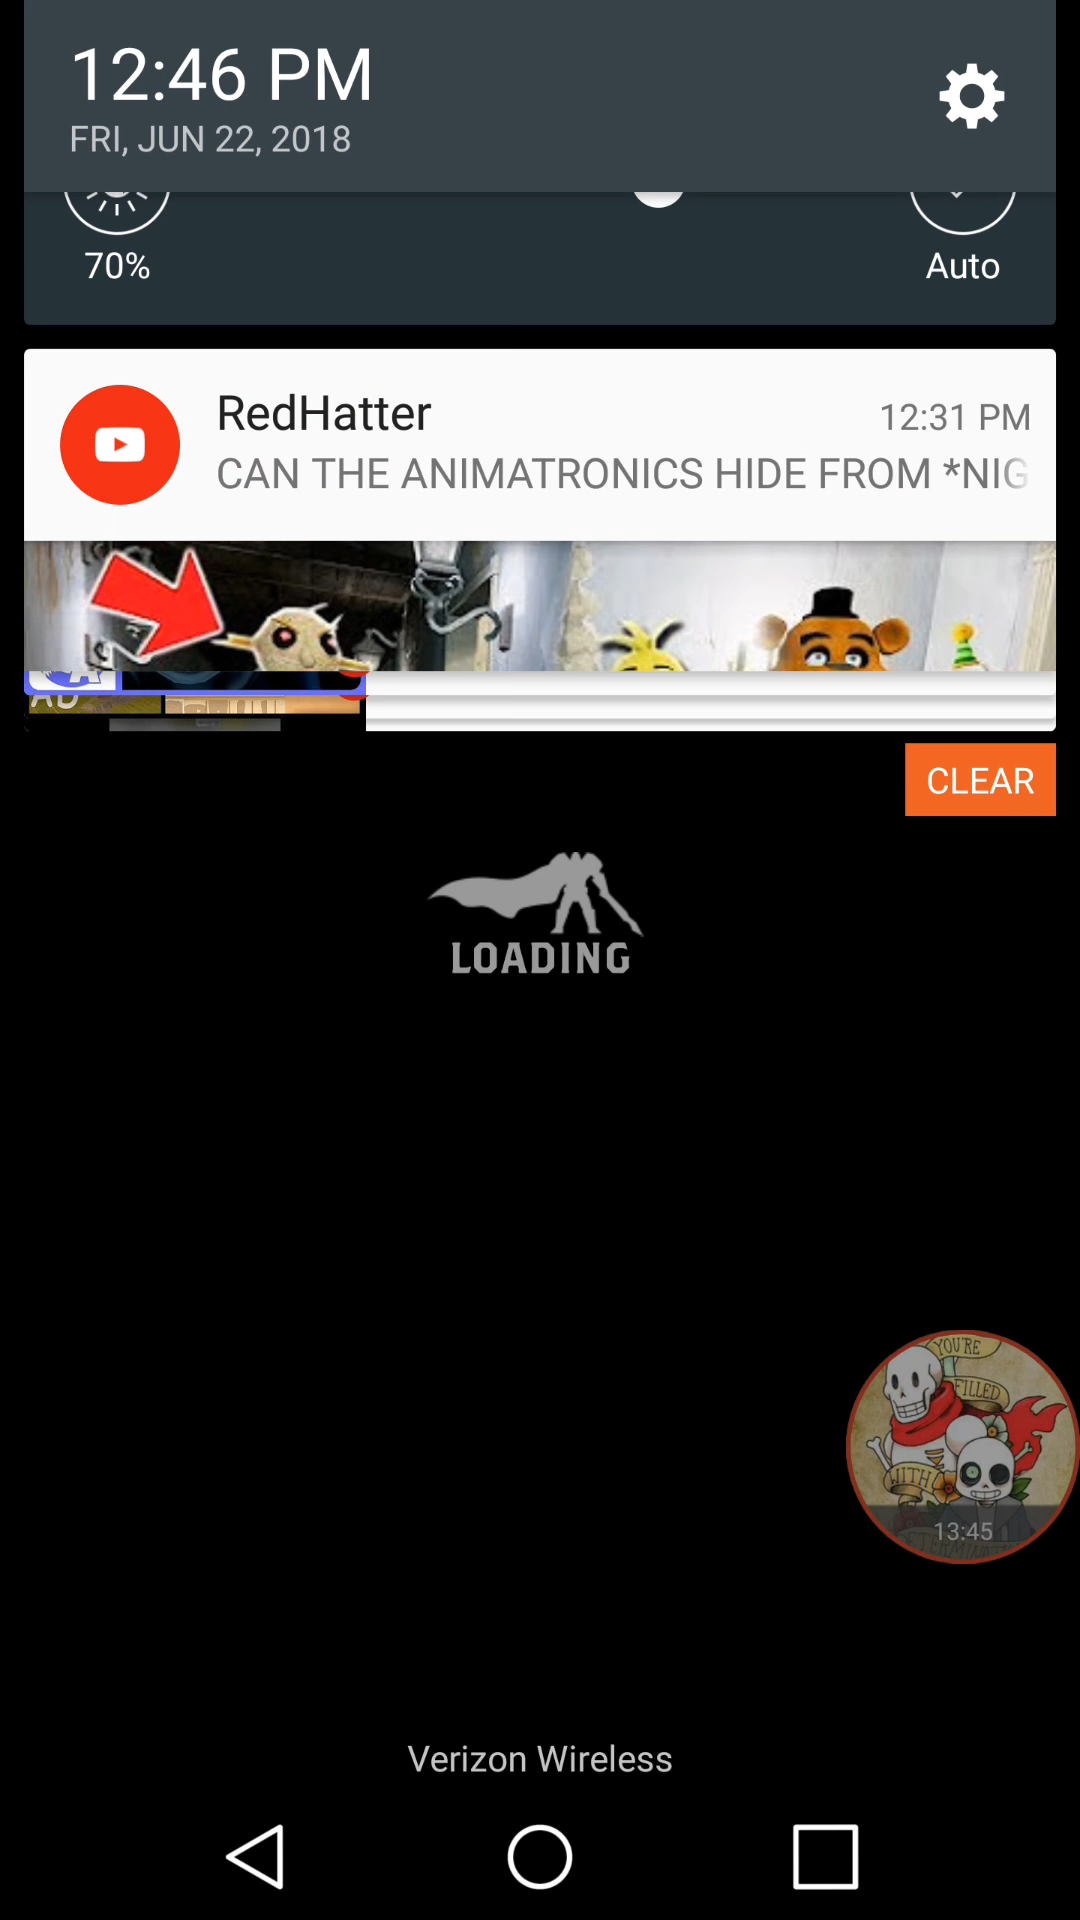 12:46 PM
FRI, JUN 22, 2018
70%
Auto
RedHatter
12:31 PM
CAN THE ANIMATRONICS HIDE FROM *NIG
CLEAR
LOADING
YOU'RE
FILLED
WITH
13:45
Verizon Wireless